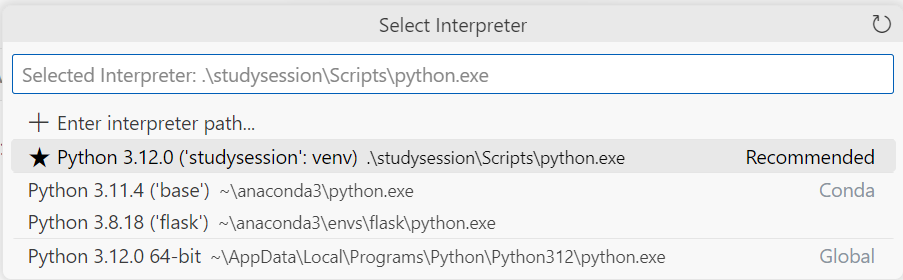 Select Interpreter
Selected Interpreter: .\studysession\Scripts\python.exe
Enter interpreter path...
Python 3.12.0 ('studysession': venv) .\studysession\Scripts\python.exe Recommended
Python 3.11.4 ('base') ~\anaconda3\python.exe Conda
Python 3.8.18 ('flask') ~\anaconda3\envs\flask\python.exe
Python 3.12.0 64-bit ~\AppData\Local\Programs\Python\Python312\python.exe Global